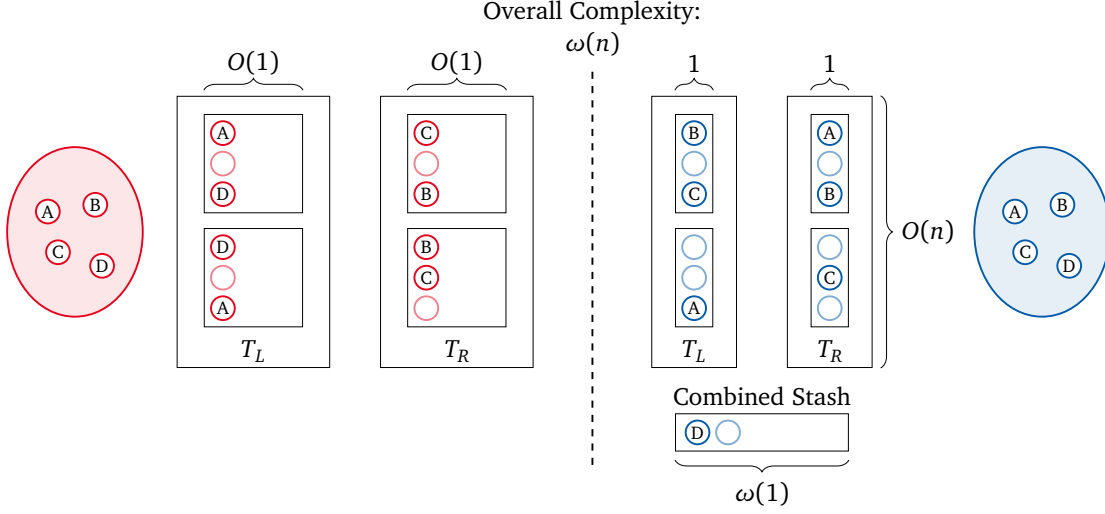 Overall Complexity:
ω(n)
O(1)
O(1)
1
1
A
B
C
D
A
D
D
A
T_L
C
B
B
C
T_R
B
C
A
T_L
A
B
C
T_R
O(n)
A
B
C
D
Combined Stash
D
ω(1)